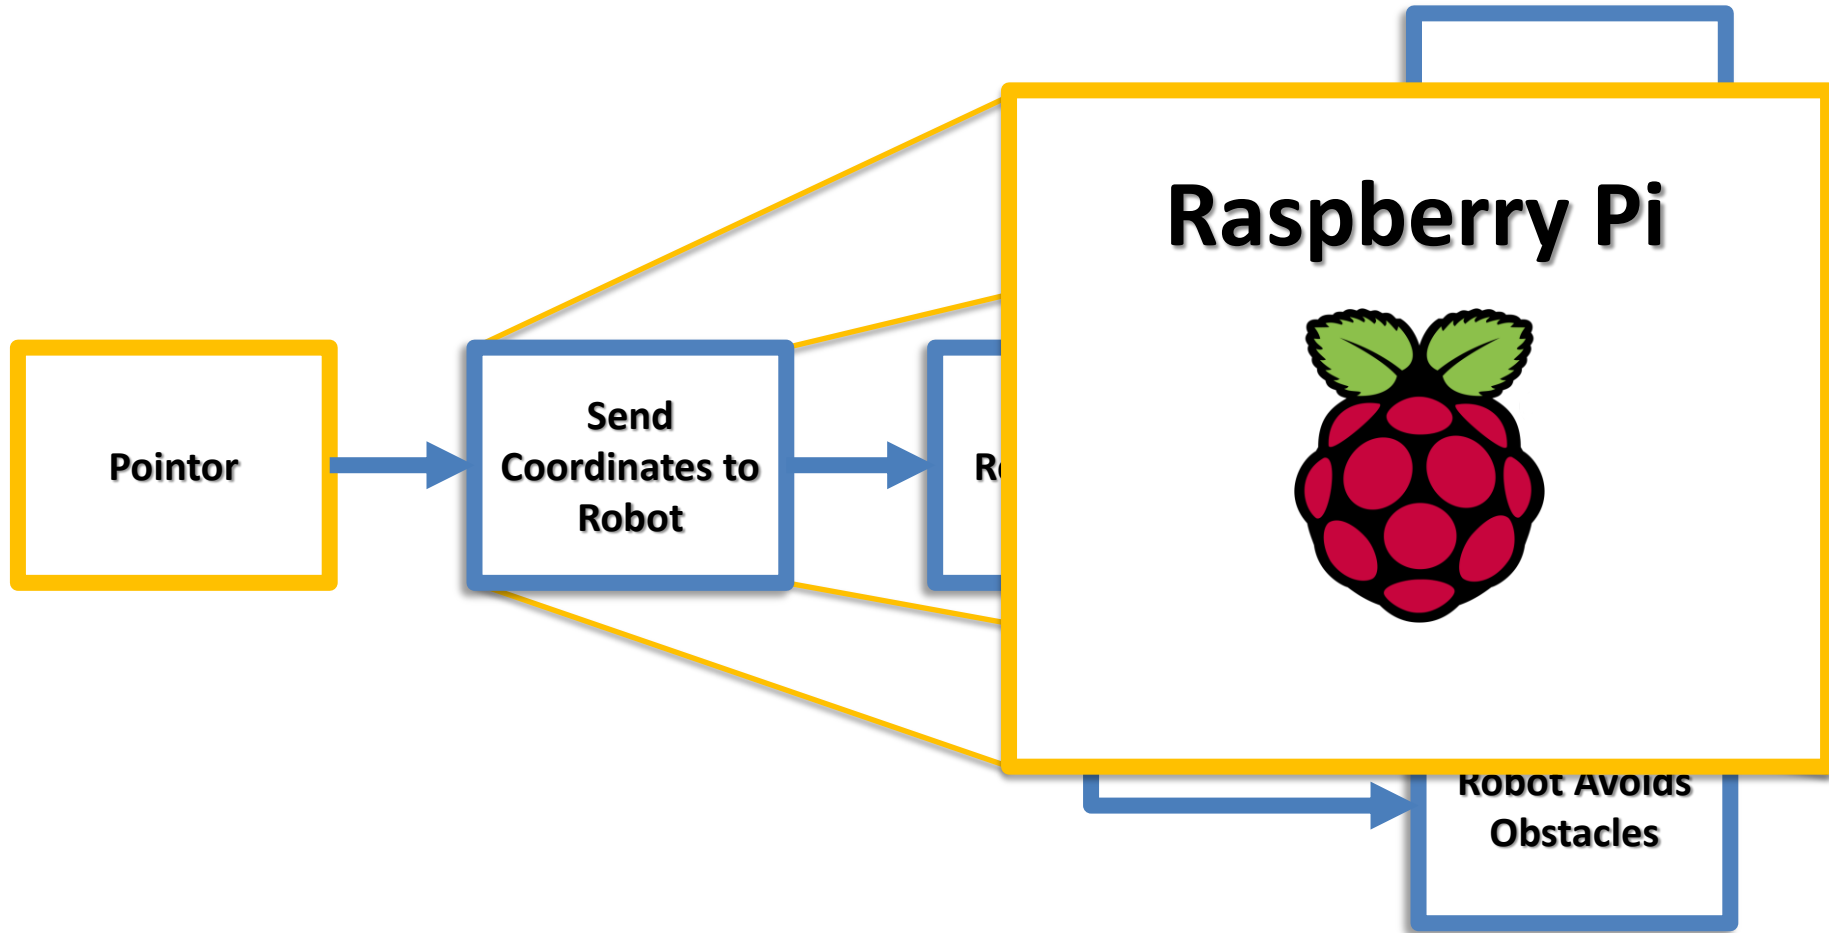 Raspberry Pi
Pointor
Send
Coordinates to
Robot
Robot Avoids
Obstacles